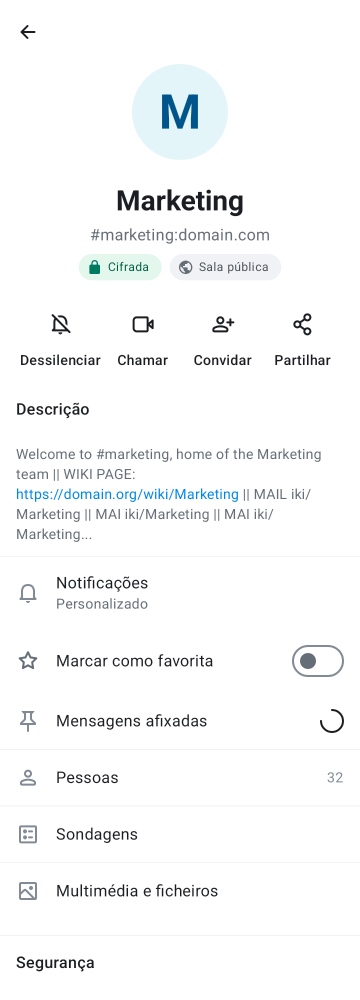 M
Marketing
#marketing:domain.com
Cifrada
Sala pública
Dessilenciar
Chamar
Convidar
Partilhar
Descrição
Welcome to #marketing, home of the Marketing
team || WIKI PAGE:
https://domain.org/wiki/Marketing || MAIL iki/
Marketing || MAI iki/Marketing || MAI iki/
Marketing...
Notificações
Personalizado
Marcar como favorita
Mensagens afixadas
Pessoas
32
Sondagens
Multimédia e ficheiros
Segurança